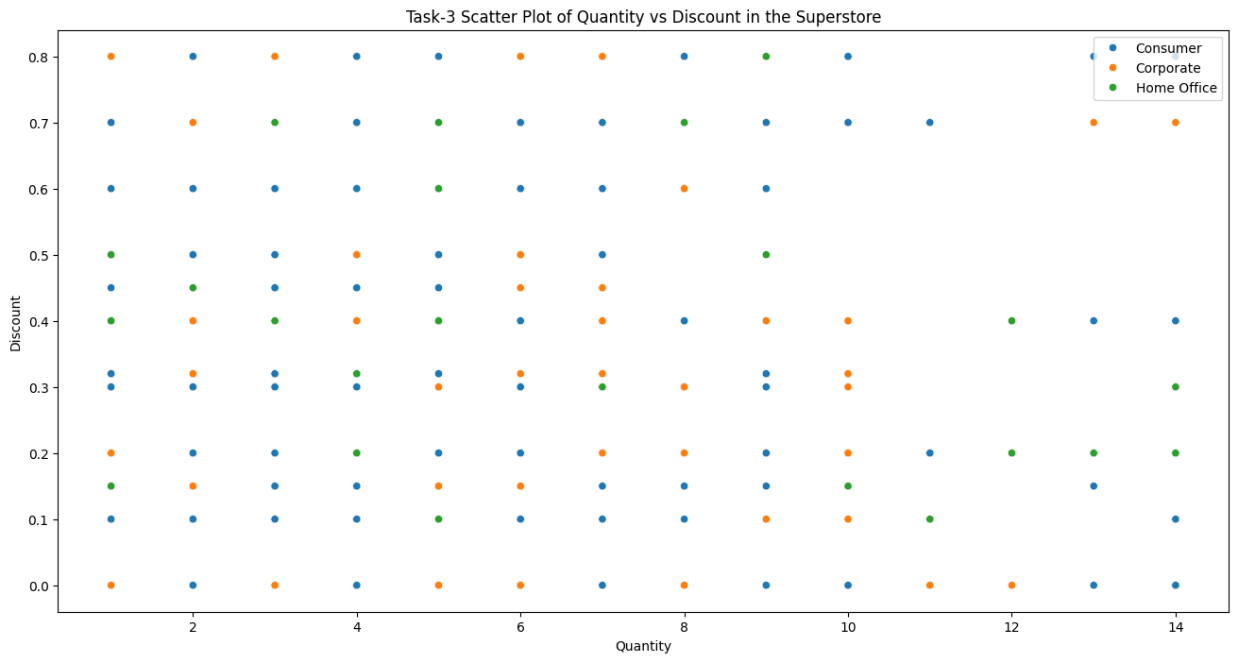 Task-3 Scatter Plot of Quantity vs Discount in the Superstore
Consumer
Corporate
Home Office
0.8
0.7
0.6
0.5
0.4
0.3
0.2
0.1
0.0
Discount
2 4 6 8 10 12 14
Quantity